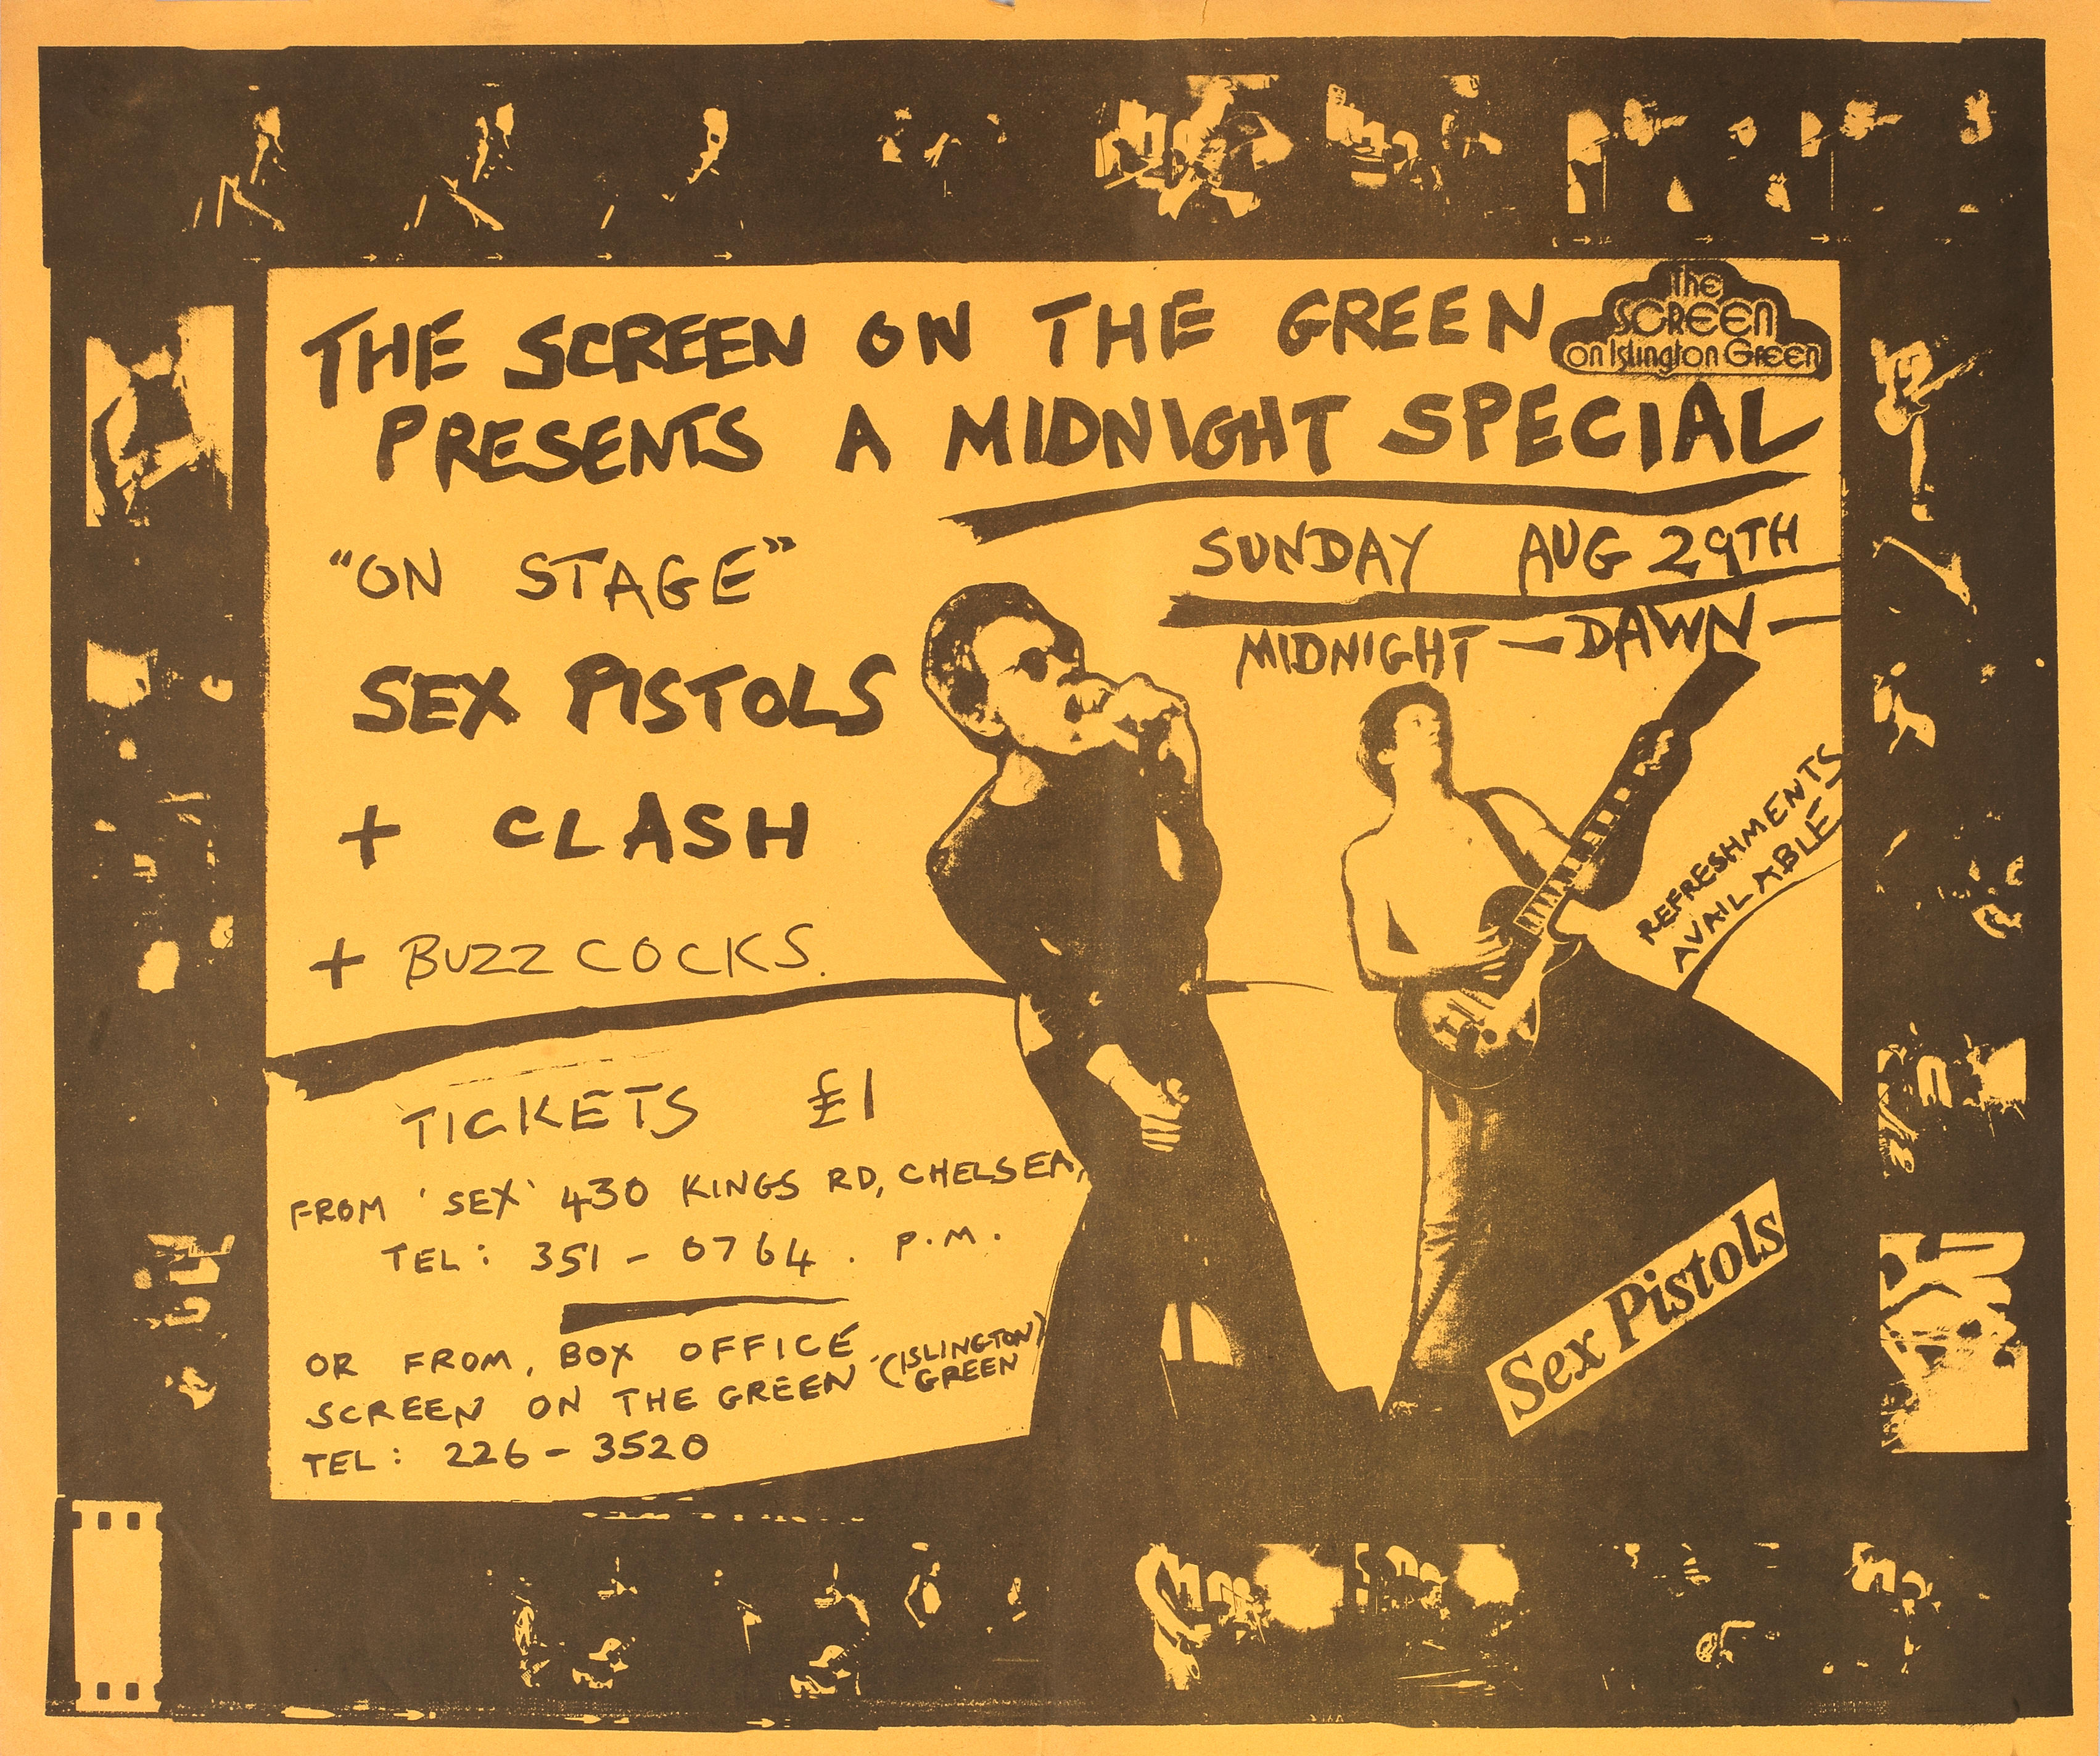 THE SCREEN ON THE GREEN
The
SCREEN
on Islington Green
PRESENTS A MIDNIGHT SPECIAL
SUNDAY AUG 29TH
MIDNIGHT — DAWN —
"ON STAGE"
SEX PISTOLS
+ CLASH
+ BUZZCOCKS.
REFRESHMENTS
AVAILABLE
TICKETS £1
FROM 'SEX' 430 KINGS RD, CHELSEA,
TEL: 351 - 0764. P.M.
OR FROM, BOX OFFICE
SCREEN ON THE GREEN (ISLINGTON)
GREEN
TEL: 226 - 3520
Sex Pistols